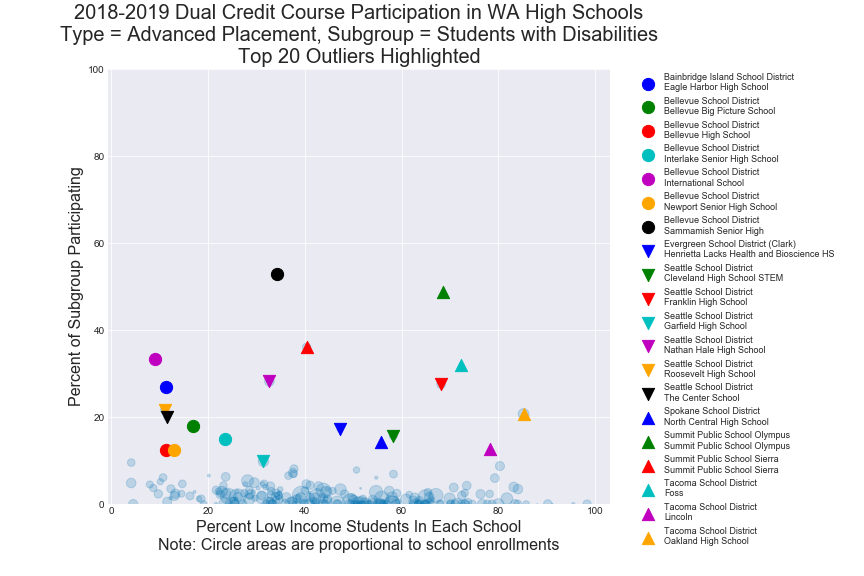 2018-2019 Dual Credit Course Participation in WA High Schools
Type = Advanced Placement, Subgroup = Students with Disabilities
Top 20 Outliers Highlighted
100
80
60
40
20
0
Percent of Subgroup Participating
0 20 40 60 80 100
Percent Low Income Students In Each School
Note: Circle areas are proportional to school enrollments
Bainbridge Island School District
Eagle Harbor High School
Bellevue School District
Bellevue Big Picture School
Bellevue School District
Bellevue High School
Bellevue School District
Interlake Senior High School
Bellevue School District
International School
Bellevue School District
Newport Senior High School
Bellevue School District
Sammamish Senior High
Evergreen School District (Clark)
Henrietta Lacks Health and Bioscience HS
Seattle School District
Cleveland High School STEM
Seattle School District
Franklin High School
Seattle School District
Garfield High School
Seattle School District
Nathan Hale High School
Seattle School District
Roosevelt High School
Seattle School District
The Center School
Spokane School District
North Central High School
Summit Public School Olympus
Summit Public School Olympus
Summit Public School Sierra
Summit Public School Sierra
Tacoma School District
Foss
Tacoma School District
Lincoln
Tacoma School District
Oakland High School